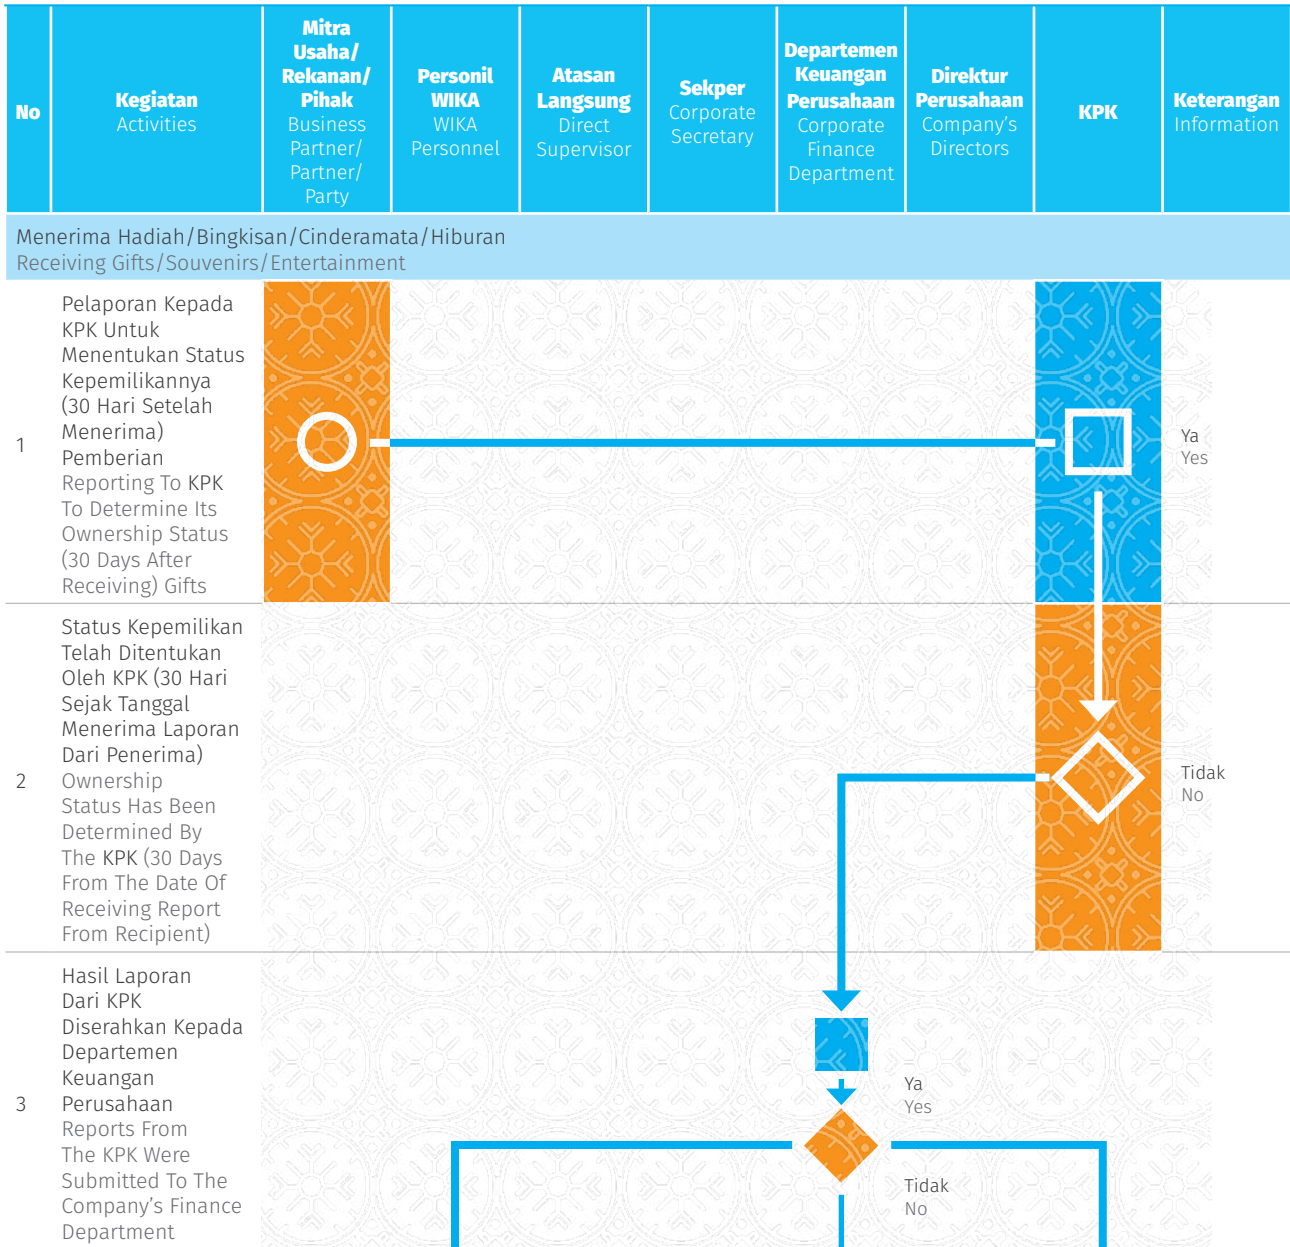 No
Kegiatan
Activities
Mitra
Usaha/
Rekanan/
Pihak
Business
Partner/
Partner/
Party
Personil
WIKA
WIKA
Personnel
Atasan
Langsung
Direct
Supervisor
Sekper
Corporate
Secretary
Departemen
Keuangan
Perusahaan
Corporate
Finance
Department
Direktur
Perusahaan
Company's
Directors
KPK
Keterangan
Information
Menerima Hadiah/Bingkisan/Cinderamata/Hiburan
Receiving Gifts/Souvenirs/Entertainment
1
Pelaporan Kepada
KPK Untuk
Menentukan Status
Kepemilikannya
(30 Hari Setelah
Menerima)
Pemberian
Reporting To KPK
To Determine Its
Ownership Status
(30 Days After
Receiving) Gifts
Ya
Yes
2
Status Kepemilikan
Telah Ditentukan
Oleh KPK (30 Hari
Sejak Tanggal
Menerima Laporan
Dari Penerima)
Ownership
Status Has Been
Determined By
The KPK (30 Days
From The Date Of
Receiving Report
From Recipient)
Tidak
No
3
Hasil Laporan
Dari KPK
Diserahkan Kepada
Departemen
Keuangan
Perusahaan
Reports From
The KPK Were
Submitted To The
Company's Finance
Department
Ya
Yes
Tidak
No